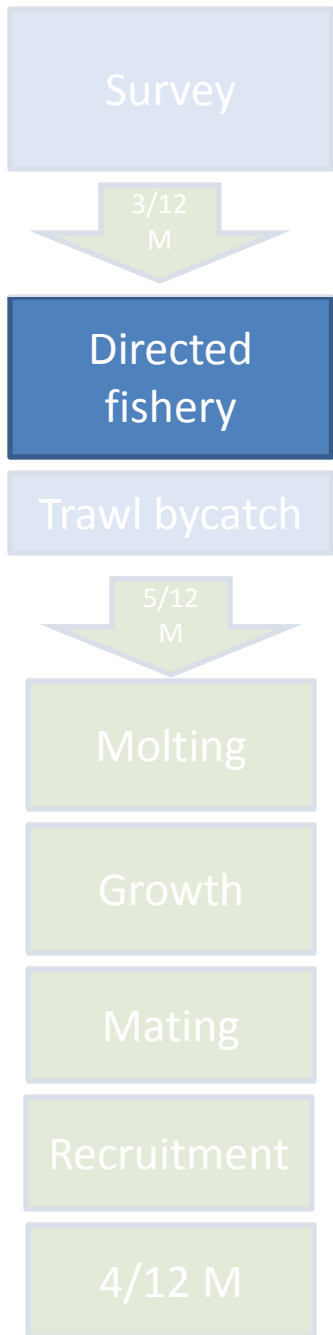 Survey
3/12
M
Directed
fishery
Trawl bycatch
5/12
M
Molting
Growth
Mating
Recruitment
4/12 M